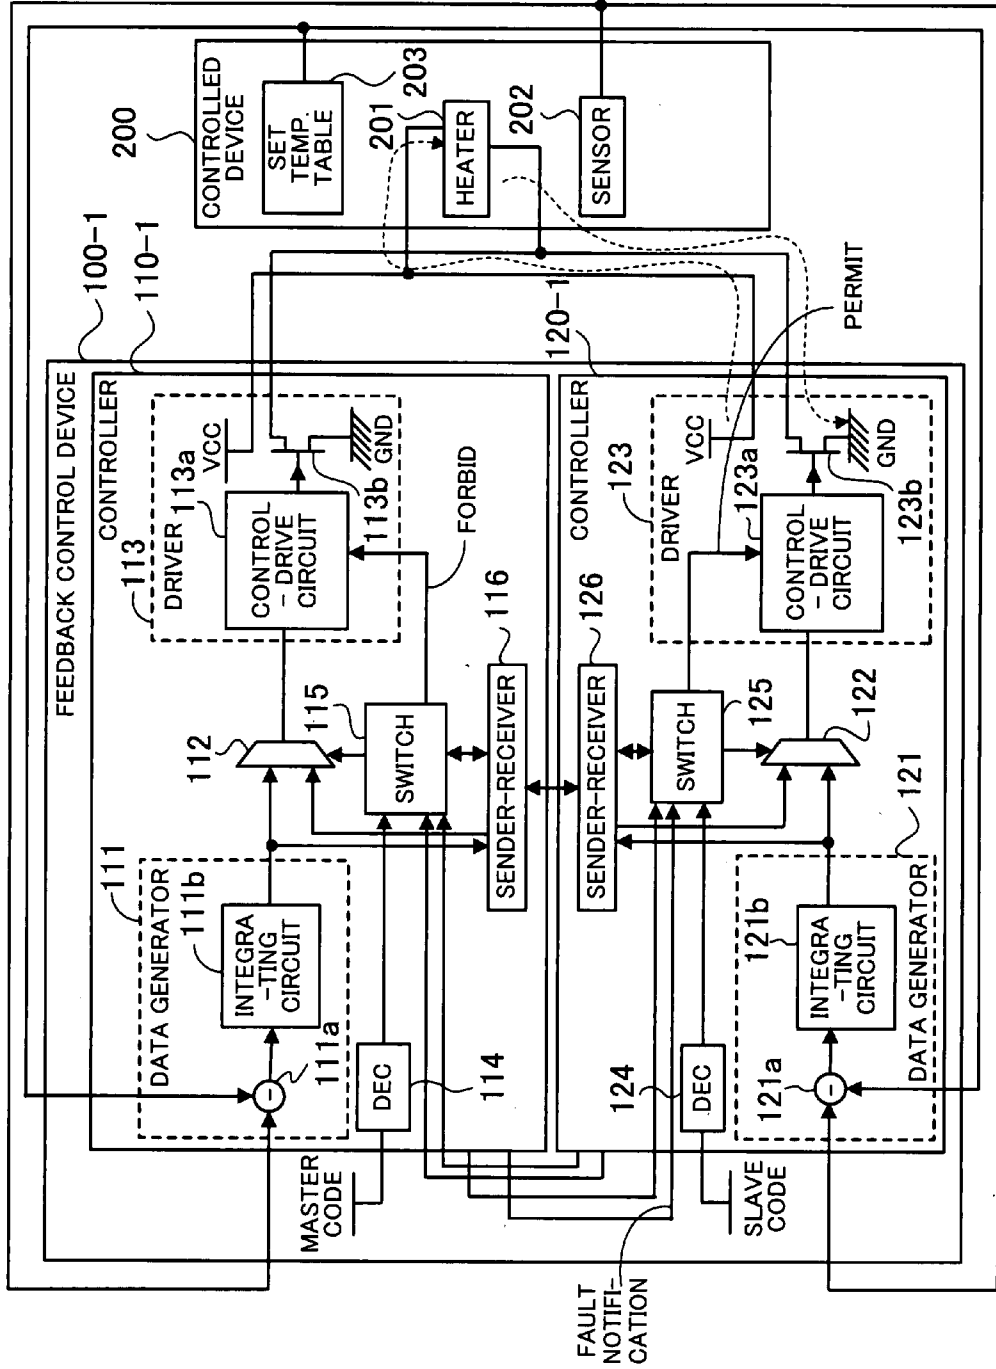 FEEDBACK CONTROL DEVICE
100-1
CONTROLLER
110-1
DATA GENERATOR
111
INTEGRA
-TING
CIRCUIT
111b
111a
112
DRIVER
113
CONTROL
- DRIVE
CIRCUIT
113a
113b
VCC
GND
MASTER
CODE
DEC
114
SWITCH
115
FORBID
SENDER-RECEIVER
116
CONTROLLED
DEVICE
200
SET
TEMP.
TABLE
203
HEATER
201
SENSOR
202
CONTROLLER
120-1
SENDER-RECEIVER
126
SWITCH
125
PERMIT
DEC
124
SLAVE
CODE
FAULT
NOTIFI-
CATION
122
DRIVER
123
CONTROL
- DRIVE
CIRCUIT
123a
123b
VCC
GND
INTEGRA
-TING
CIRCUIT
121b
121a
DATA GENERATOR
121